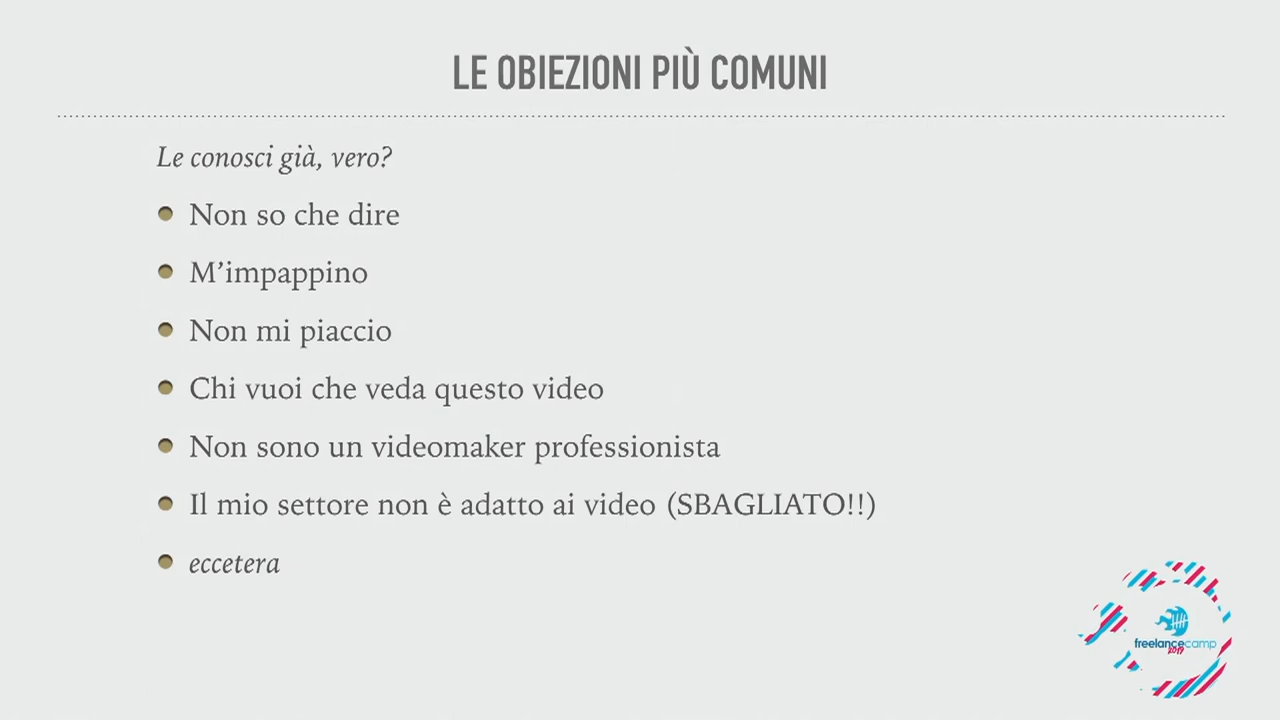 LE OBIEZIONI PIÙ COMUNI
Le conosci già, vero?
Non so che dire
M'impappino
Non mi piaccio
Chi vuoi che veda questo video
Non sono un videomaker professionista
Il mio settore non è adatto ai video (SBAGLIATO!!)
eccetera
freelancecamp
2019